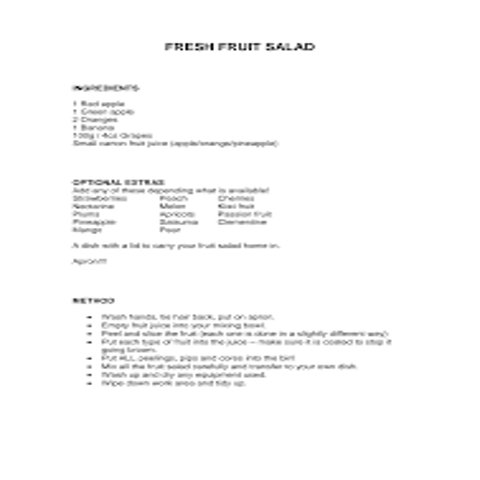 FRESH FRUIT SALAD
INGREDIENTS
1 Red apple
1 Green apple
2 Oranges
1 Banana
100g / 4oz Grapes
Small carton fruit juice (apple/orange/pineapple)
OPTIONAL EXTRAS
Add any of these depending what is available!
Strawberries Peach Cherries
Nectarine Melon Kiwi fruit
Plums Apricots Passion fruit
Pineapple Satsuma Clementine
Mango Pear
A dish with a lid to carry your fruit salad home in.
Apron!!!
METHOD
• Wash hands, tie hair back, put on apron.
• Empty fruit juice into your mixing bowl.
• Peel and slice the fruit (each one is done in a slightly different way)
• Put each type of fruit into the juice – make sure it is coated to stop it
going brown.
• Put ALL peelings, pips and cores into the bin!
• Mix all the fruit salad carefully and transfer to your own dish.
• Wash up and dry any equipment used.
• Wipe down work area and tidy up.